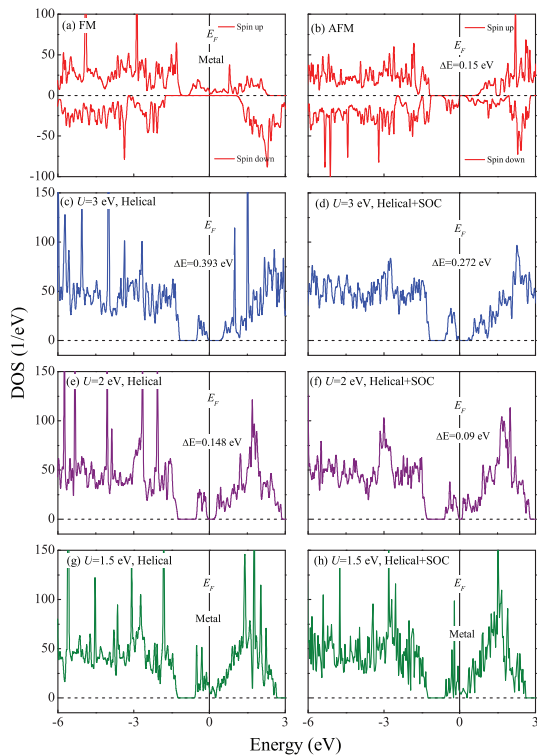 (a) FM
Spin up
E_F
Metal
Spin down
100
50
0
-50
-100
(b) AFM
Spin up
E_F
ΔE=0.15 eV
Spin down
(c) U=3 eV, Helical
E_F
ΔE=0.393 eV
150
100
50
0
(d) U=3 eV, Helical+SOC
E_F
ΔE=0.272 eV
DOS (1/eV)
(e) U=2 eV, Helical
E_F
ΔE=0.148 eV
150
100
50
0
(f) U=2 eV, Helical+SOC
E_F
ΔE=0.09 eV
(g) U=1.5 eV, Helical
E_F
Metal
150
100
50
0
-6 -3 0 3
(h) U=1.5 eV, Helical+SOC
E_F
Metal
-6 -3 0 3
Energy (eV)